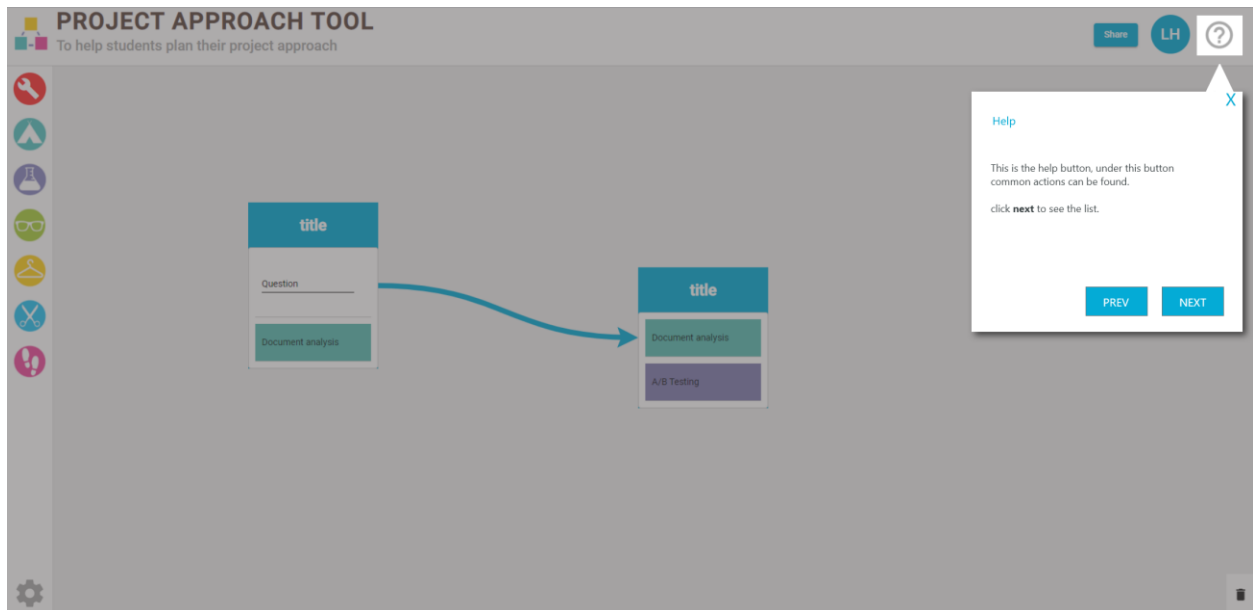 PROJECT APPROACH TOOL
To help students plan their project approach
Share
LH
?
X
Help
This is the help button, under this button
common actions can be found.
click next to see the list.
PREV
NEXT
title
Question
Document analysis
title
Document analysis
A/B Testing